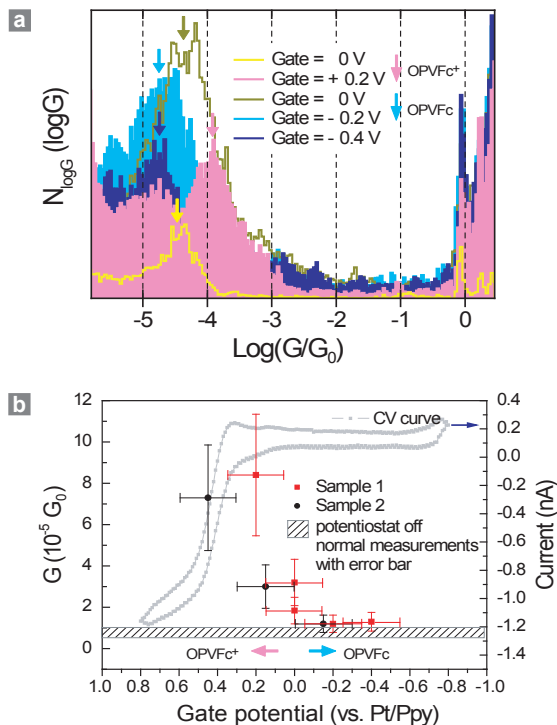 a
N_logG (logG)
Gate = 0 V
Gate = + 0.2 V
Gate = 0 V
Gate = - 0.2 V
Gate = - 0.4 V
OPVFc⁺
OPVFc
-5 -4 -3 -2 -1 0
Log(G/G₀)
b
G (10⁻⁵ G₀)
12
10
8
6
4
2
0
CV curve
Sample 1
Sample 2
potentiostat off
normal measurements
with error bar
OPVFc⁺ OPVFc
0.4
0.2
0.0
-0.2
-0.4
-0.6
-0.8
-1.0
-1.2
-1.4
Current (nA)
1.0 0.8 0.6 0.4 0.2 0.0 -0.2 -0.4 -0.6 -0.8 -1.0
Gate potential (vs. Pt/Ppy)